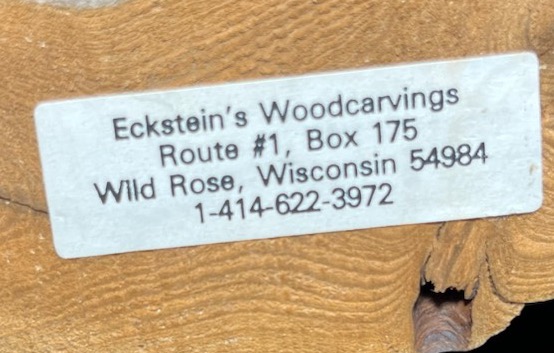 Eckstein's Woodcarvings
Route #1, Box 175
Wild Rose, Wisconsin 54984
1-414-622-3972